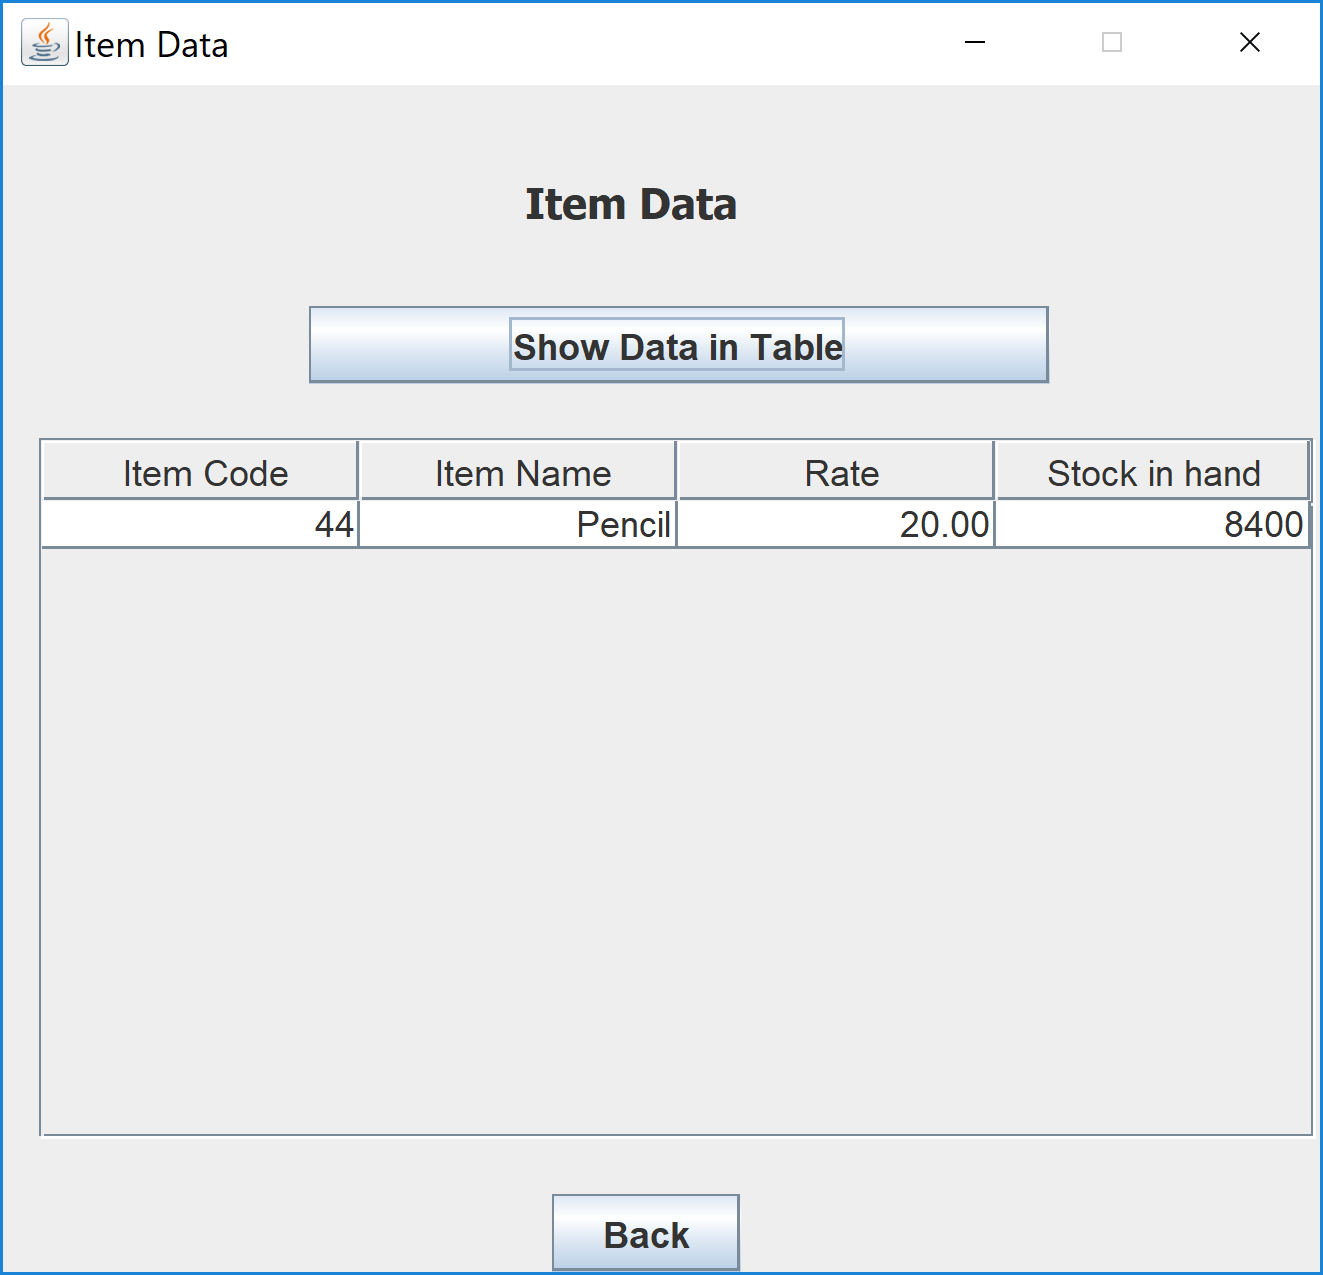 Item Data
Item Data
Show Data in Table
Item Code Item Name Rate Stock in hand
44 Pencil 20.00 8400
Back